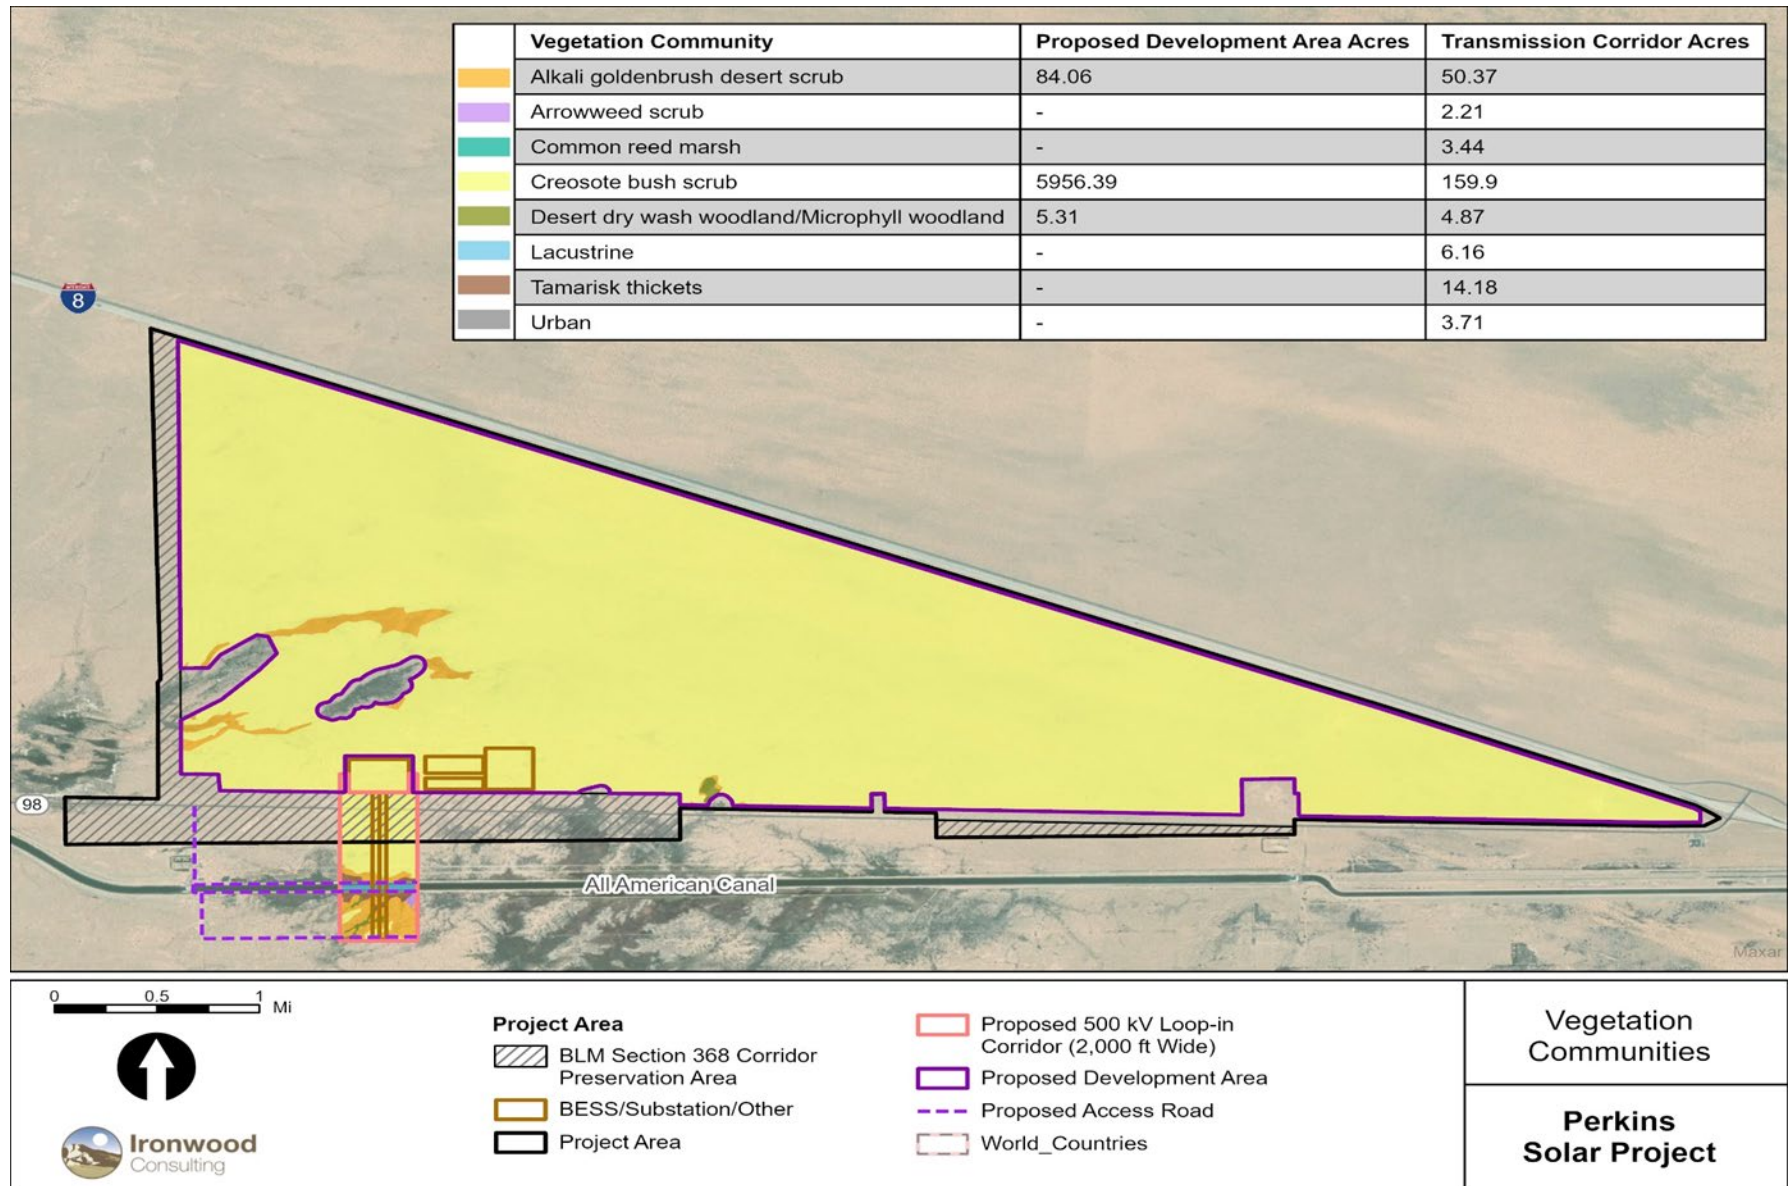 Vegetation Community Proposed Development Area Acres Transmission Corridor Acres
Alkali goldenbrush desert scrub 84.06 50.37
Arrowweed scrub - 2.21
Common reed marsh - 3.44
Creosote bush scrub 5956.39 159.9
Desert dry wash woodland/Microphyll woodland 5.31 4.87
Lacustrine - 6.16
Tamarisk thickets - 14.18
Urban - 3.71
8
98
All American Canal
Maxar
0 0.5 1
Mi
Ironwood
Consulting
Project Area
BLM Section 368 Corridor
Preservation Area
BESS/Substation/Other
Project Area
Proposed 500 kV Loop-in
Corridor (2,000 ft Wide)
Proposed Development Area
Proposed Access Road
World_Countries
Vegetation
Communities
Perkins
Solar Project